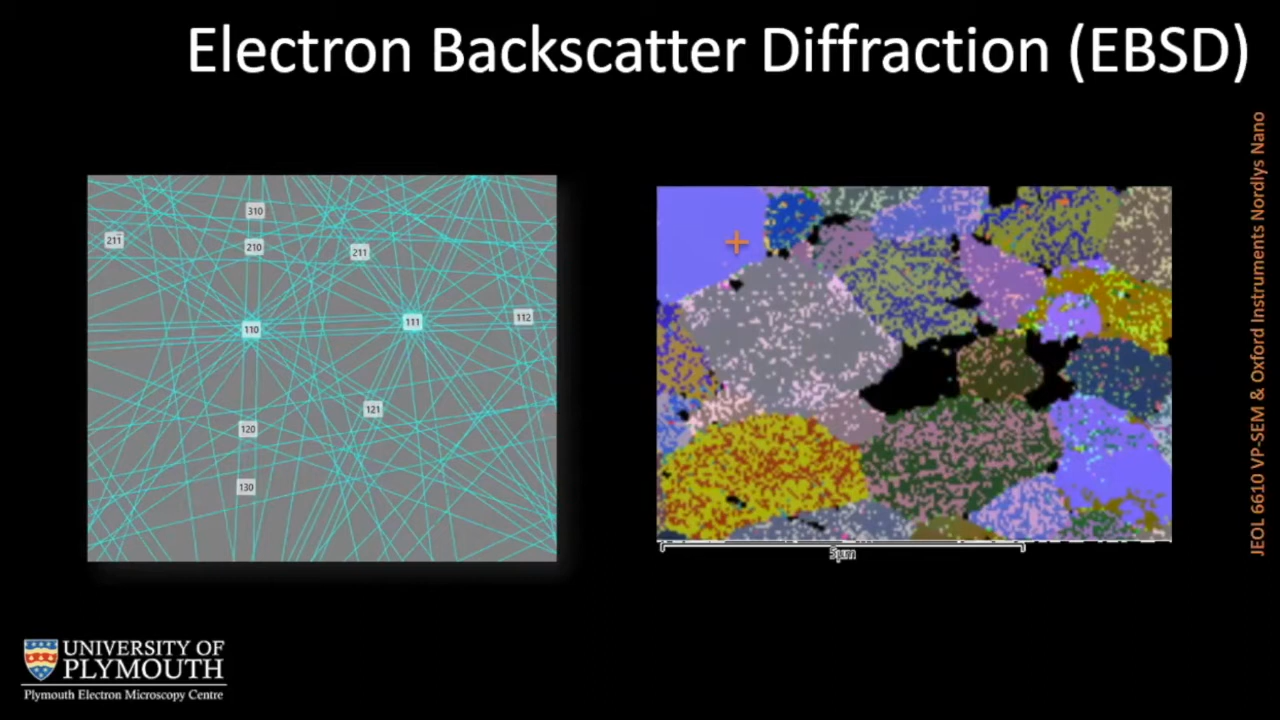 Electron Backscatter Diffraction (EBSD)
310
211
210
211
110
111
112
121
120
130
5µm
JEOL 6610 VP-SEM & Oxford Instruments Nordlys Nano
UNIVERSITY OF
PLYMOUTH
Plymouth Electron Microscopy Centre